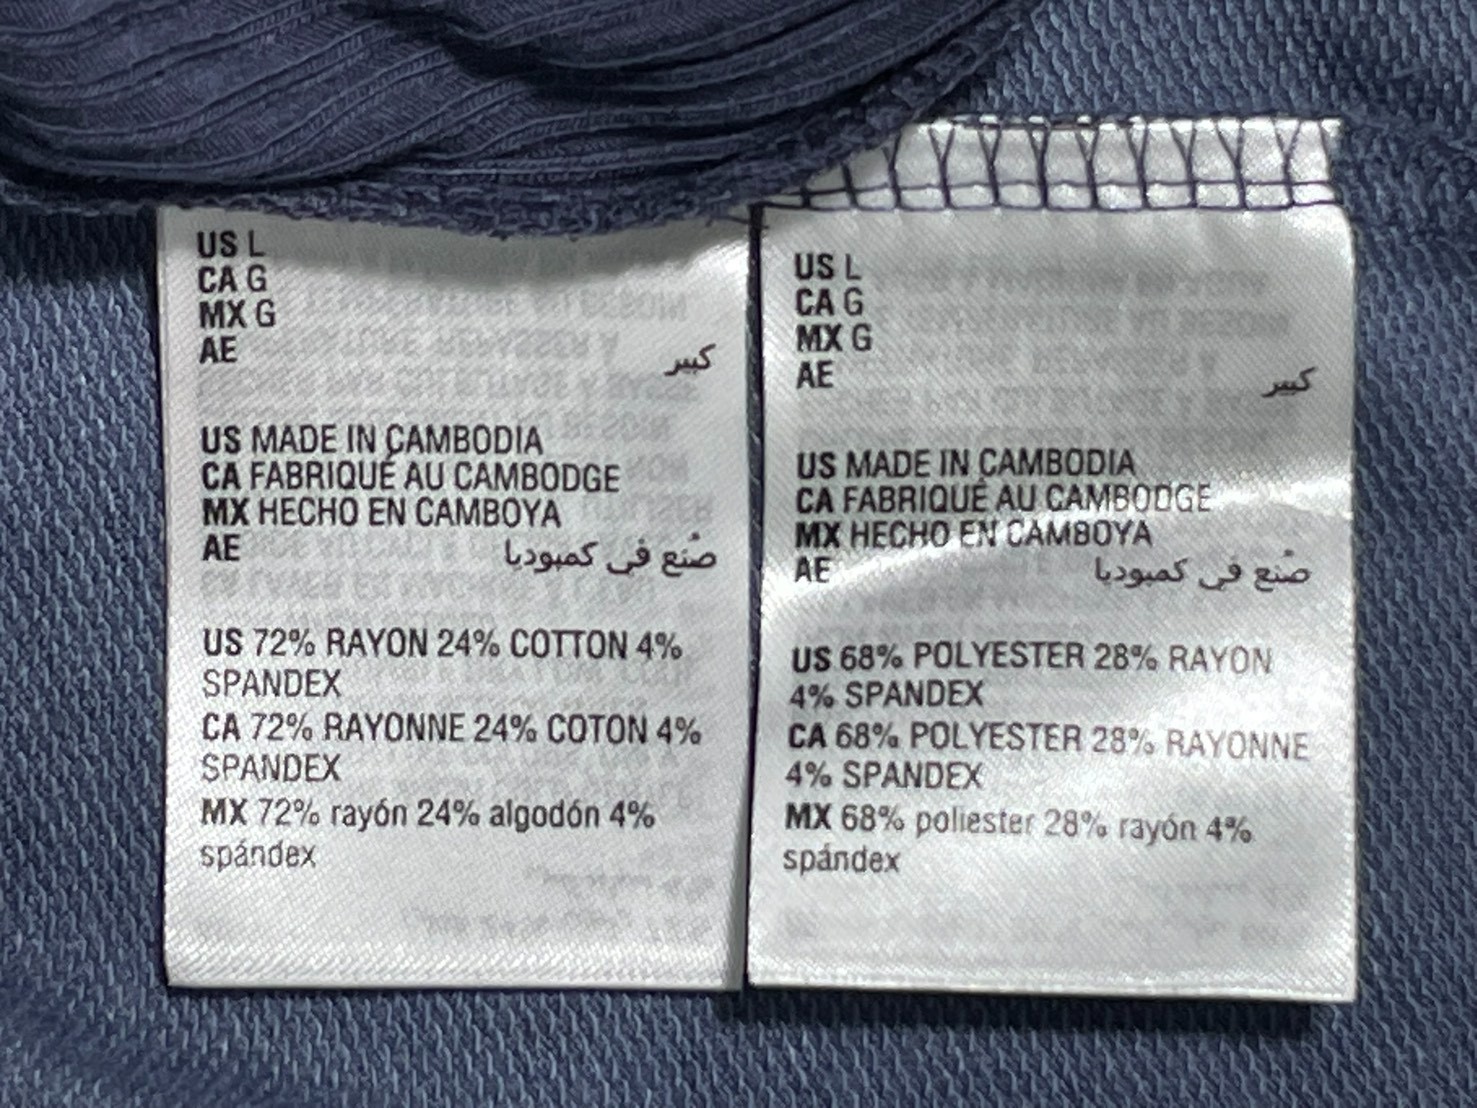 US L
CA G
MX G
AE كبير
US MADE IN CAMBODIA
CA FABRIQUÉ AU CAMBODGE
MX HECHO EN CAMBOYA
AE صُنع في كمبوديا
US 72% RAYON 24% COTTON 4%
SPANDEX
CA 72% RAYONNE 24% COTON 4%
SPANDEX
MX 72% rayón 24% algodón 4%
spándex
US L
CA G
MX G
AE كبير
US MADE IN CAMBODIA
CA FABRIQUÉ AU CAMBODGE
MX HECHO EN CAMBOYA
AE صُنع في كمبوديا
US 68% POLYESTER 28% RAYON
4% SPANDEX
CA 68% POLYESTER 28% RAYONNE
4% SPANDEX
MX 68% poliester 28% rayón 4%
spándex